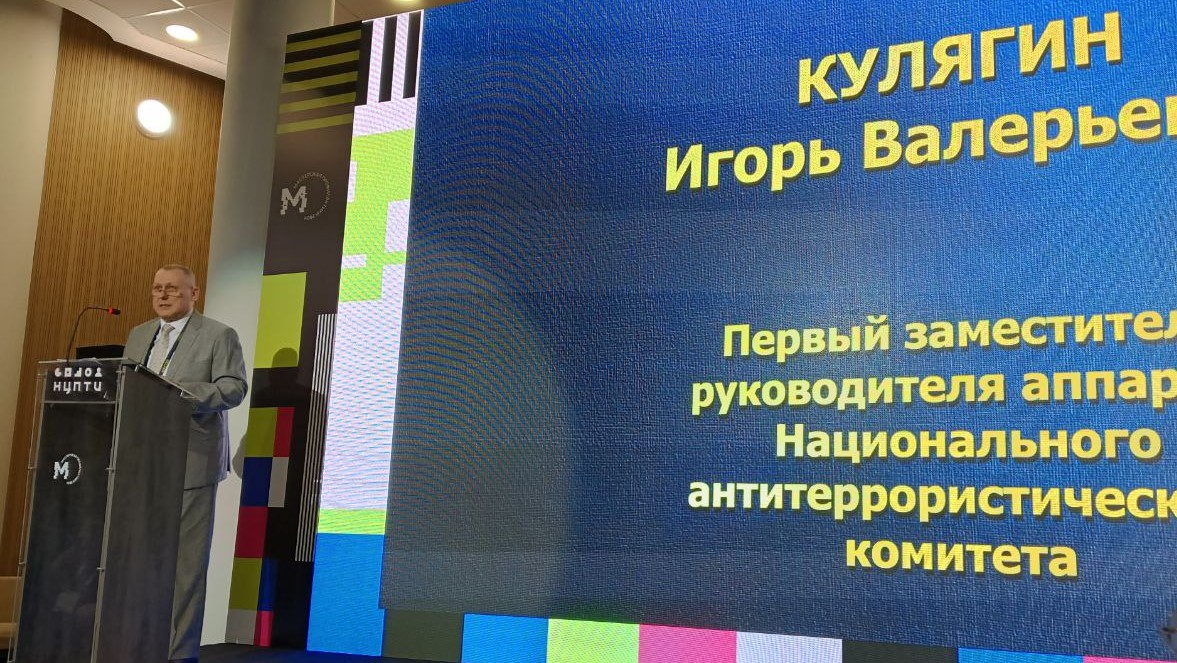 КУЛЯГИН
Игорь Валерье
Первый заместител
руководителя аппар
Национального
антитеррористическ
комитета
М
НЦПТИ
М